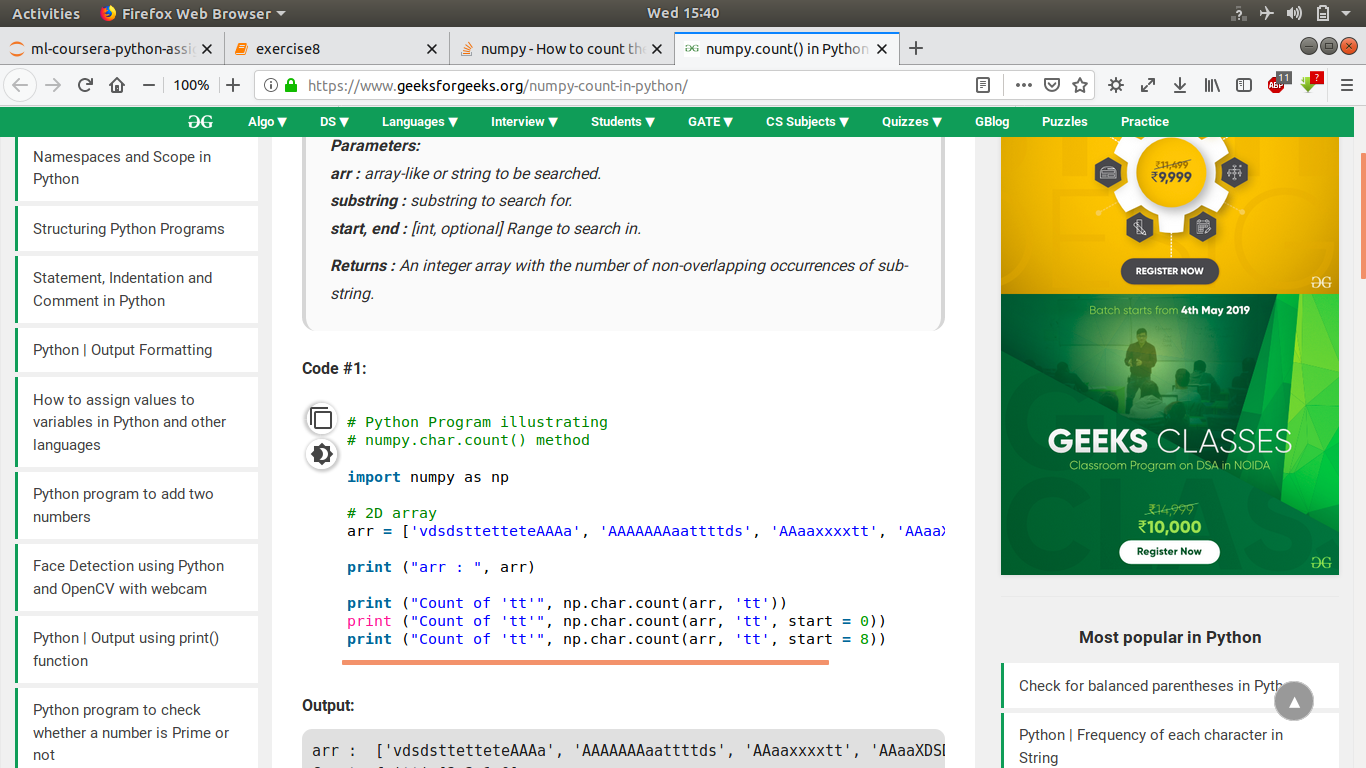 Activities
Firefox Web Browser
Wed 15:40
ml-coursera-python-assi
exercise8
numpy - How to count the
numpy.count() in Python
100%
https://www.geeksforgeeks.org/numpy-count-in-python/
ABP
11
?
Algo ▼
DS ▼
Languages ▼
Interview ▼
Students ▼
GATE ▼
CS Subjects ▼
Quizzes ▼
GBlog
Puzzles
Practice
Namespaces and Scope in
Python
Structuring Python Programs
Statement, Indentation and
Comment in Python
Python | Output Formatting
How to assign values to
variables in Python and other
languages
Python program to add two
numbers
Face Detection using Python
and OpenCV with webcam
Python | Output using print()
function
Python program to check
whether a number is Prime or
not
Parameters:
arr : array-like or string to be searched.
substring : substring to search for.
start, end : [int, optional] Range to search in.
Returns : An integer array with the number of non-overlapping occurrences of sub-
string.
Code #1:
# Python Program illustrating
# numpy.char.count() method
import numpy as np
# 2D array
arr = ['vdsdsttetteteAAAa', 'AAAAAAAaattttds', 'AAaaxxxxtt', 'AAaaX
print ("arr : ", arr)
print ("Count of 'tt'", np.char.count(arr, 'tt'))
print ("Count of 'tt'", np.char.count(arr, 'tt', start = 0))
print ("Count of 'tt'", np.char.count(arr, 'tt', start = 8))
Output:
arr :  ['vdsdsttetteteAAAa', 'AAAAAAAaattttds', 'AAaaxxxxtt', 'AAaaXDSD
₹11,499
₹9,999
REGISTER NOW
Batch starts from 4th May 2019
GEEKS CLASSES
Classroom Program on DSA in NOIDA
₹14,999
₹10,000
Register Now
Most popular in Python
Check for balanced parentheses in Pyth
Python | Frequency of each character in
String